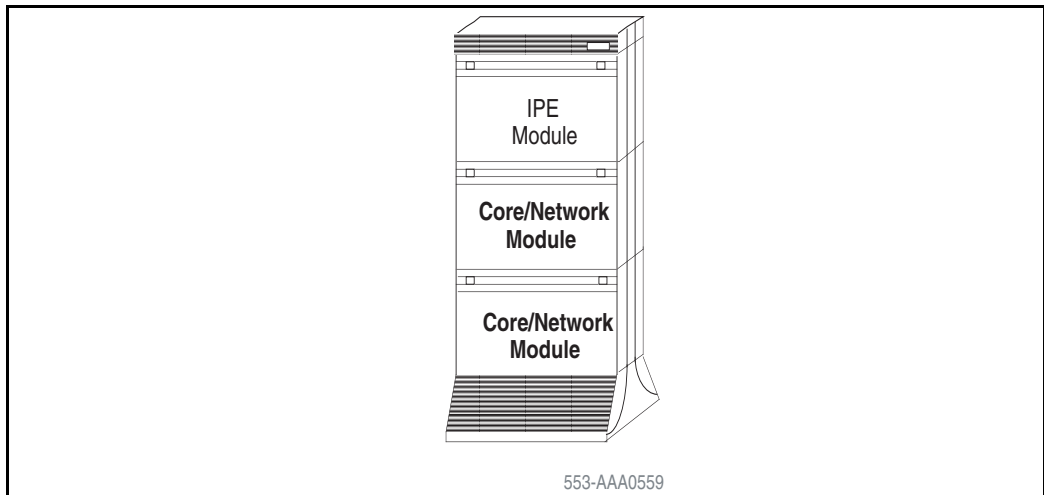 IPE
Module
Core/Network
Module
Core/Network
Module
553-AAA0559